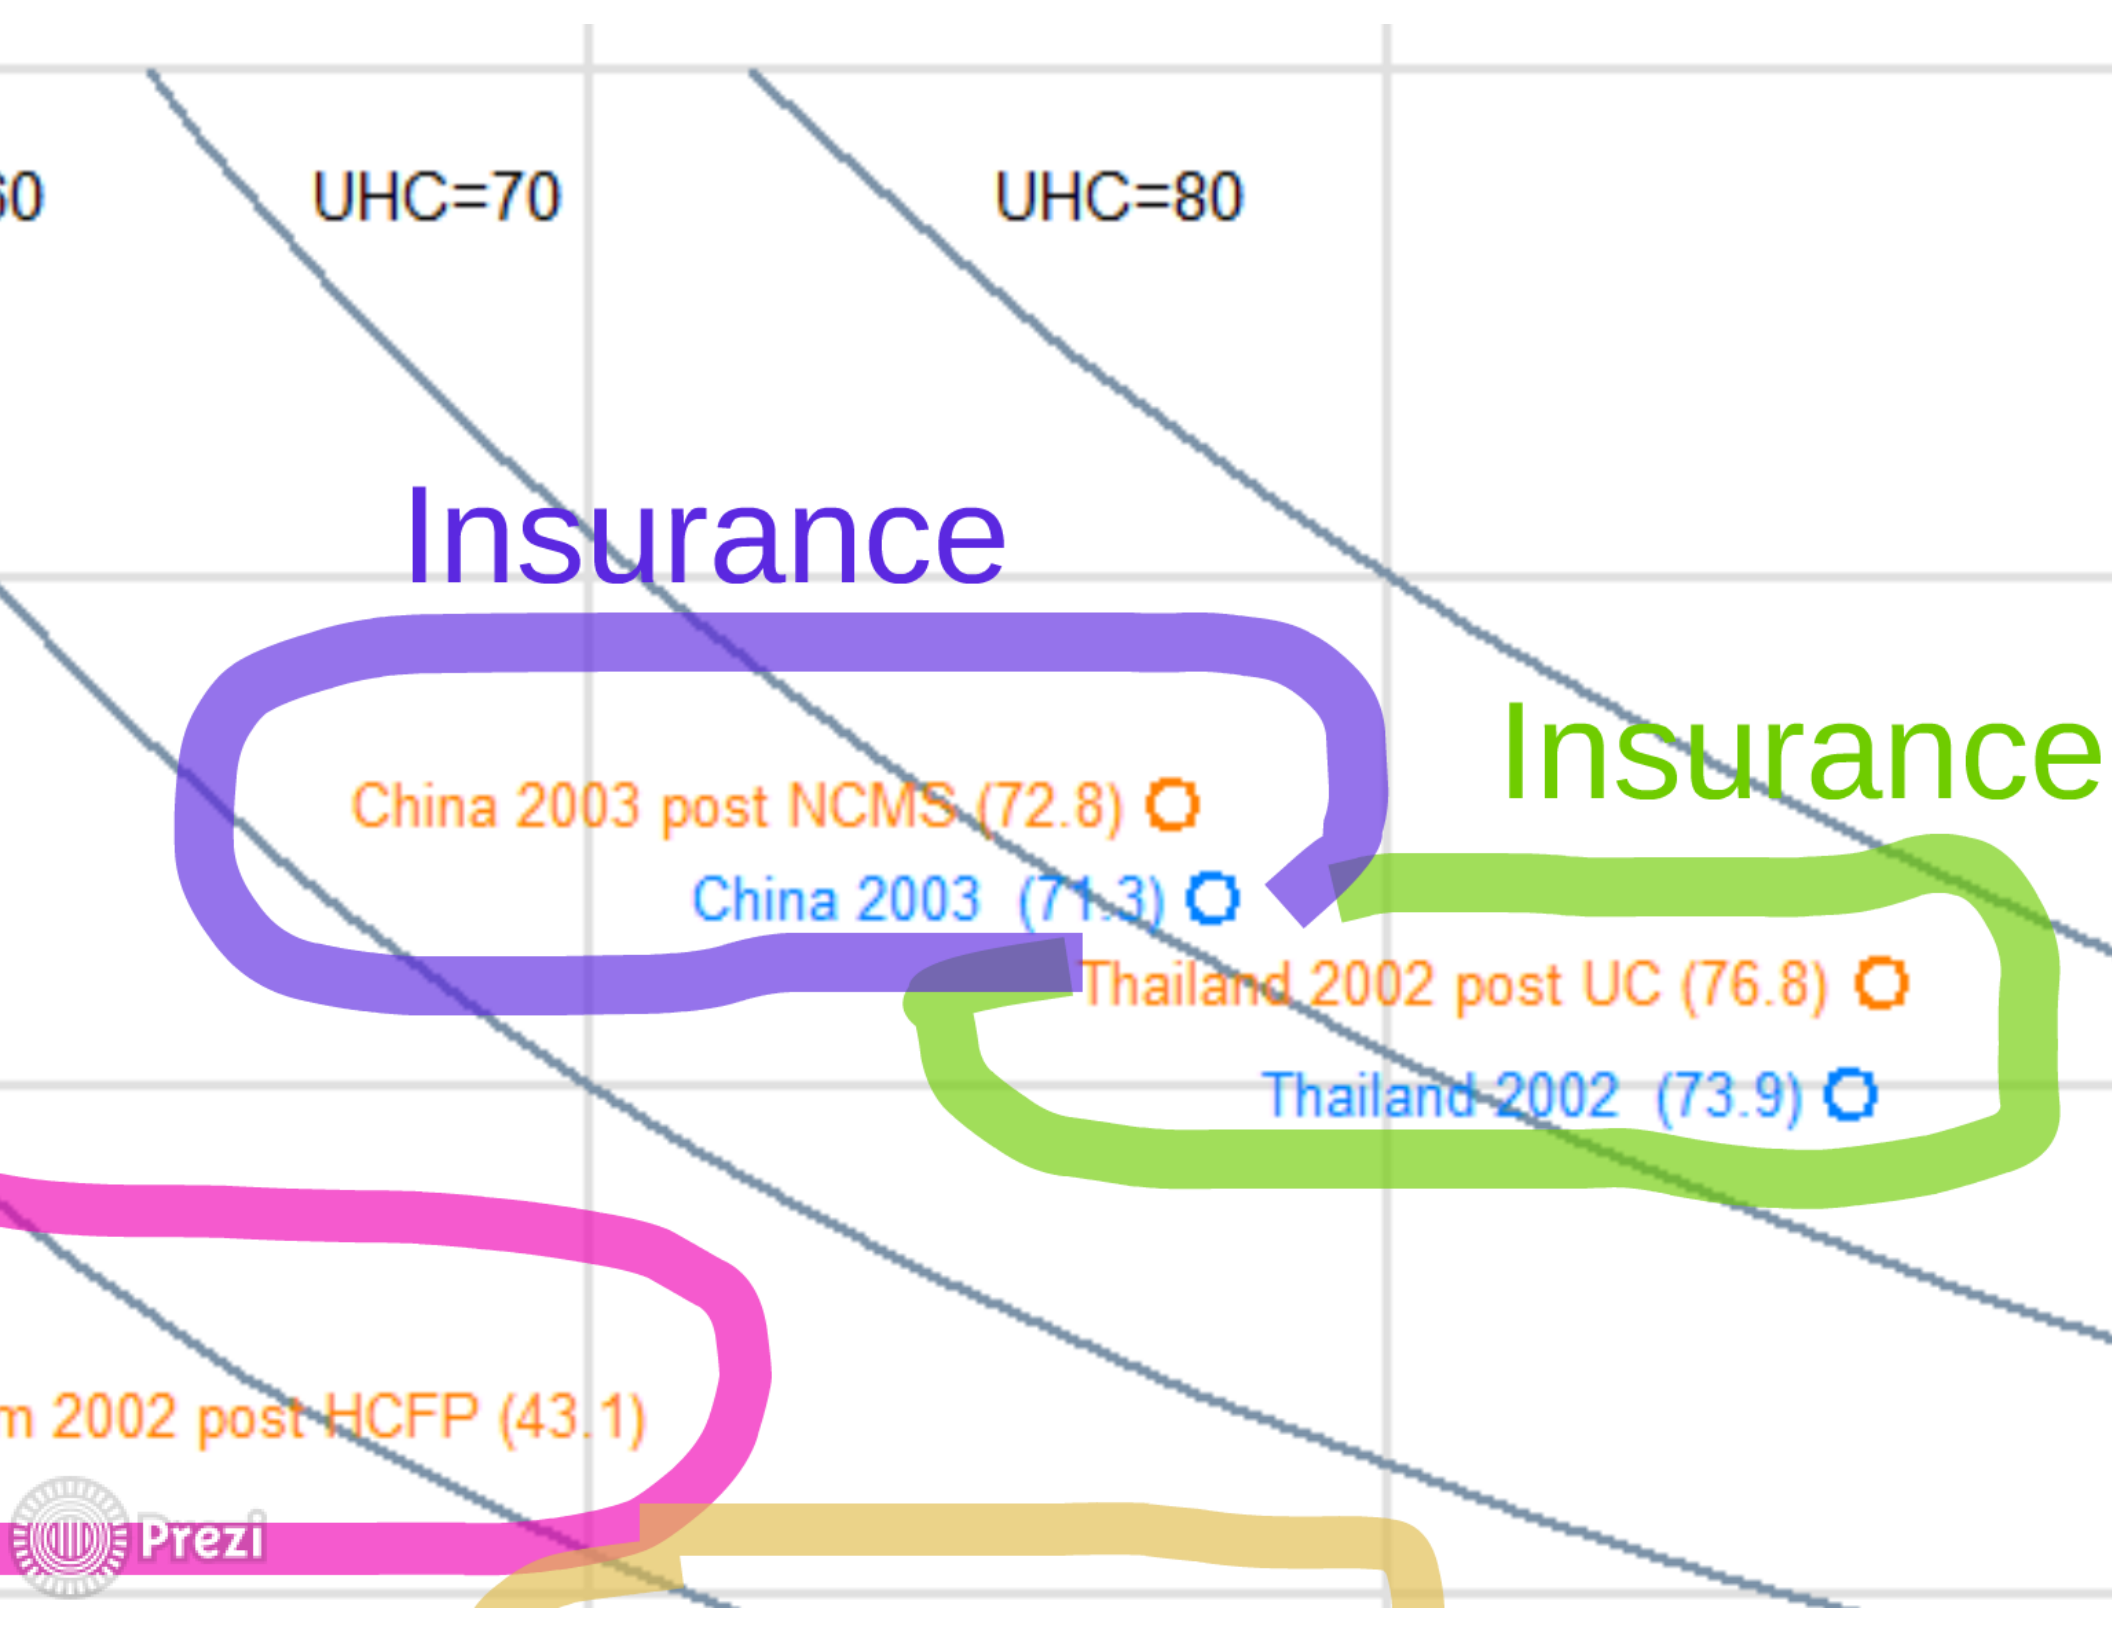 60
UHC=70
UHC=80
Insurance
Insurance
China 2003 post NCMS (72.8)
China 2003 (71.3)
Thailand 2002 post UC (76.8)
Thailand 2002 (73.9)
m 2002 post HCFP (43.1)
Prezi